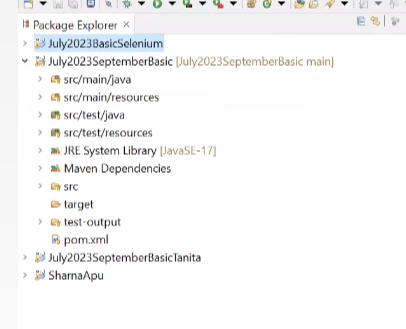 Package Explorer
July2023BasicSelenium
July2023SeptemberBasic [July2023SeptemberBasic main]
src/main/java
src/main/resources
src/test/java
src/test/resources
JRE System Library [JavaSE-17]
Maven Dependencies
src
target
test-output
pom.xml
July2023SeptemberBasicTanita
SharnaApu